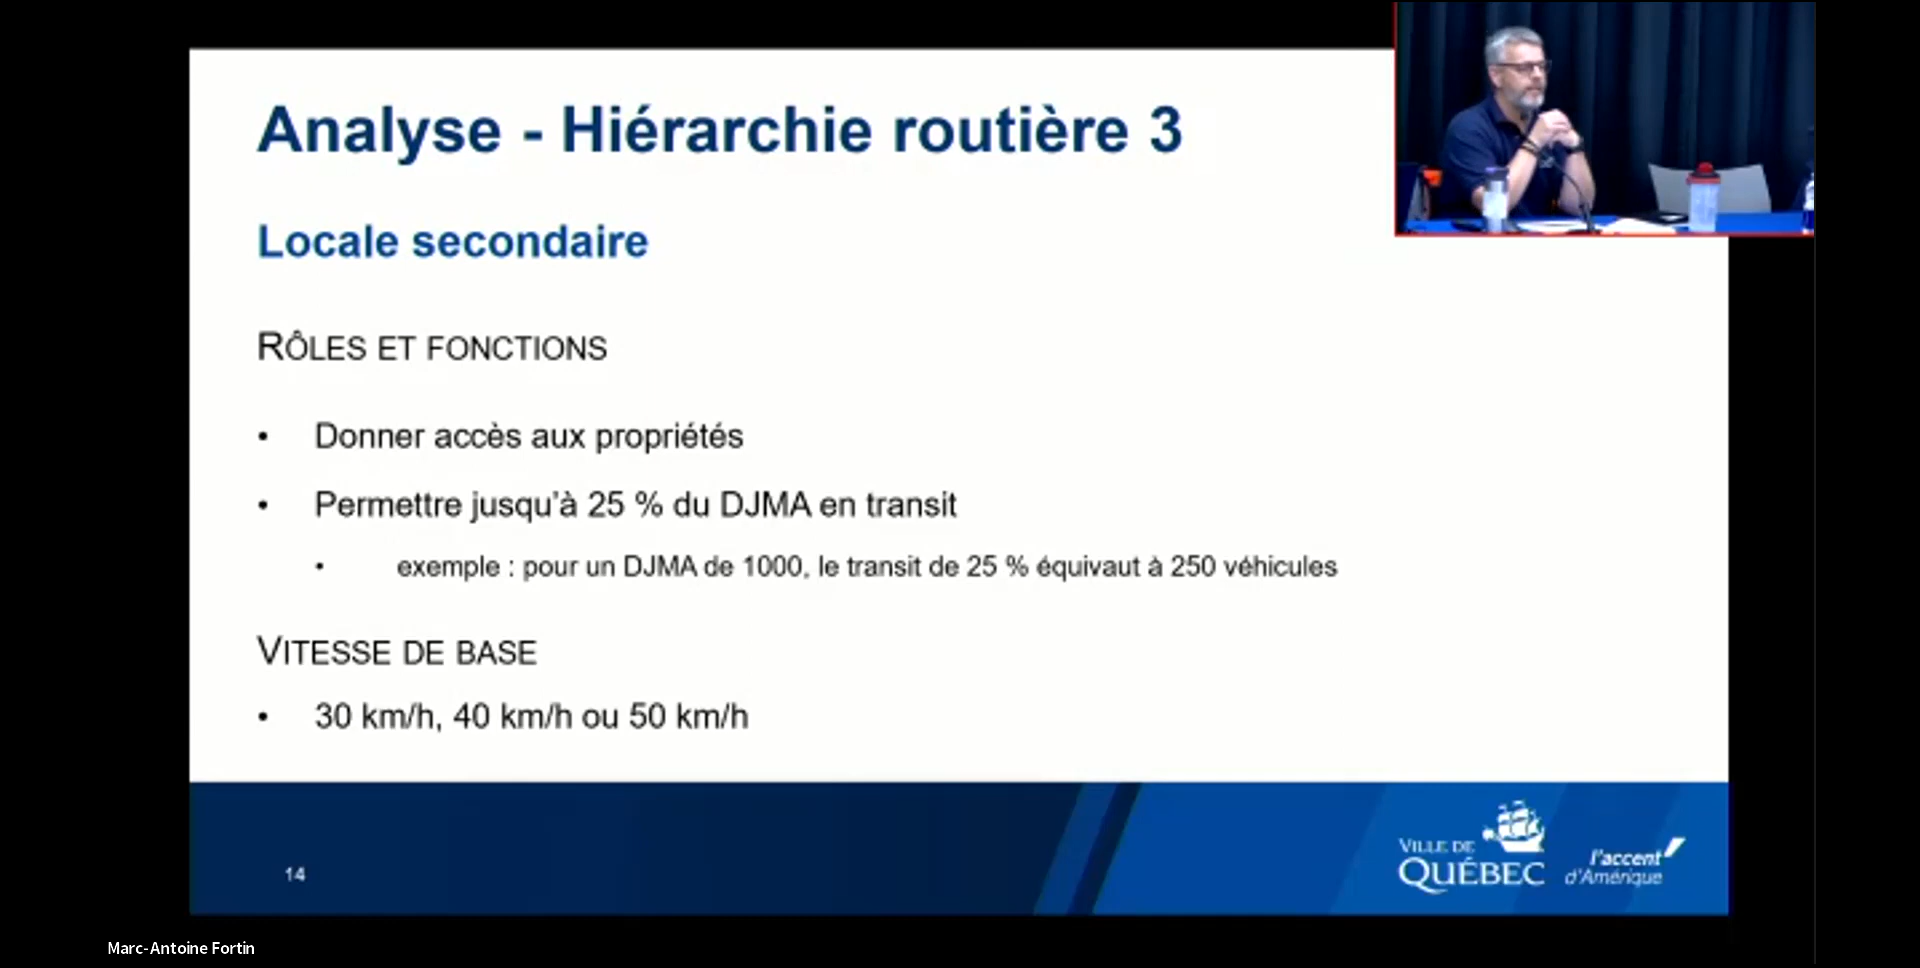 Analyse - Hiérarchie routière 3
Locale secondaire
RÔLES ET FONCTIONS
• Donner accès aux propriétés
• Permettre jusqu'à 25 % du DJMA en transit
• exemple : pour un DJMA de 1000, le transit de 25 % équivaut à 250 véhicules
VITESSE DE BASE
• 30 km/h, 40 km/h ou 50 km/h
14
VILLE DE
QUÉBEC
l'accent
d'Amérique
Marc-Antoine Fortin